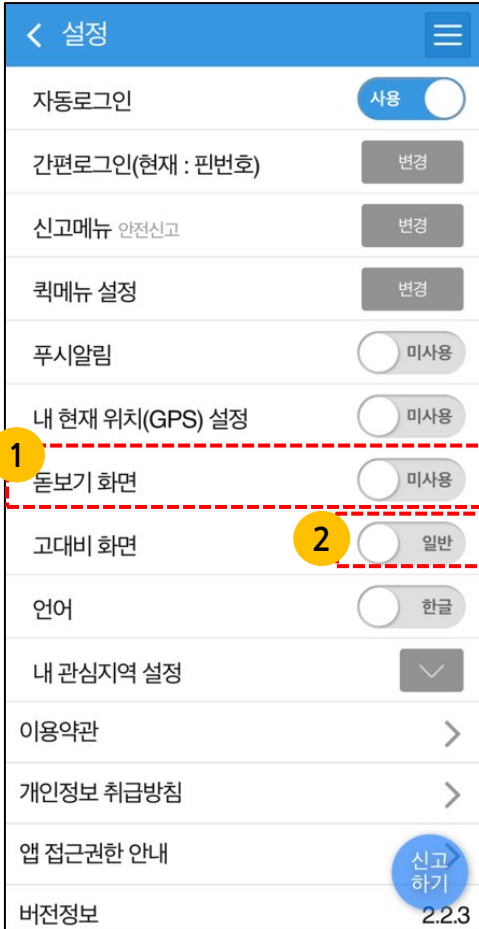 설정
자동로그인 사용
간편로그인(현재 : 핀번호) 변경
신고메뉴 안전신고 변경
퀵메뉴 설정 변경
푸시알림 미사용
내 현재 위치(GPS) 설정 미사용
1
돋보기 화면 미사용
고대비 화면 2 일반
언어 한글
내 관심지역 설정
이용약관
개인정보 취급방침
앱 접근권한 안내
신고
하기
버전정보 2.2.3